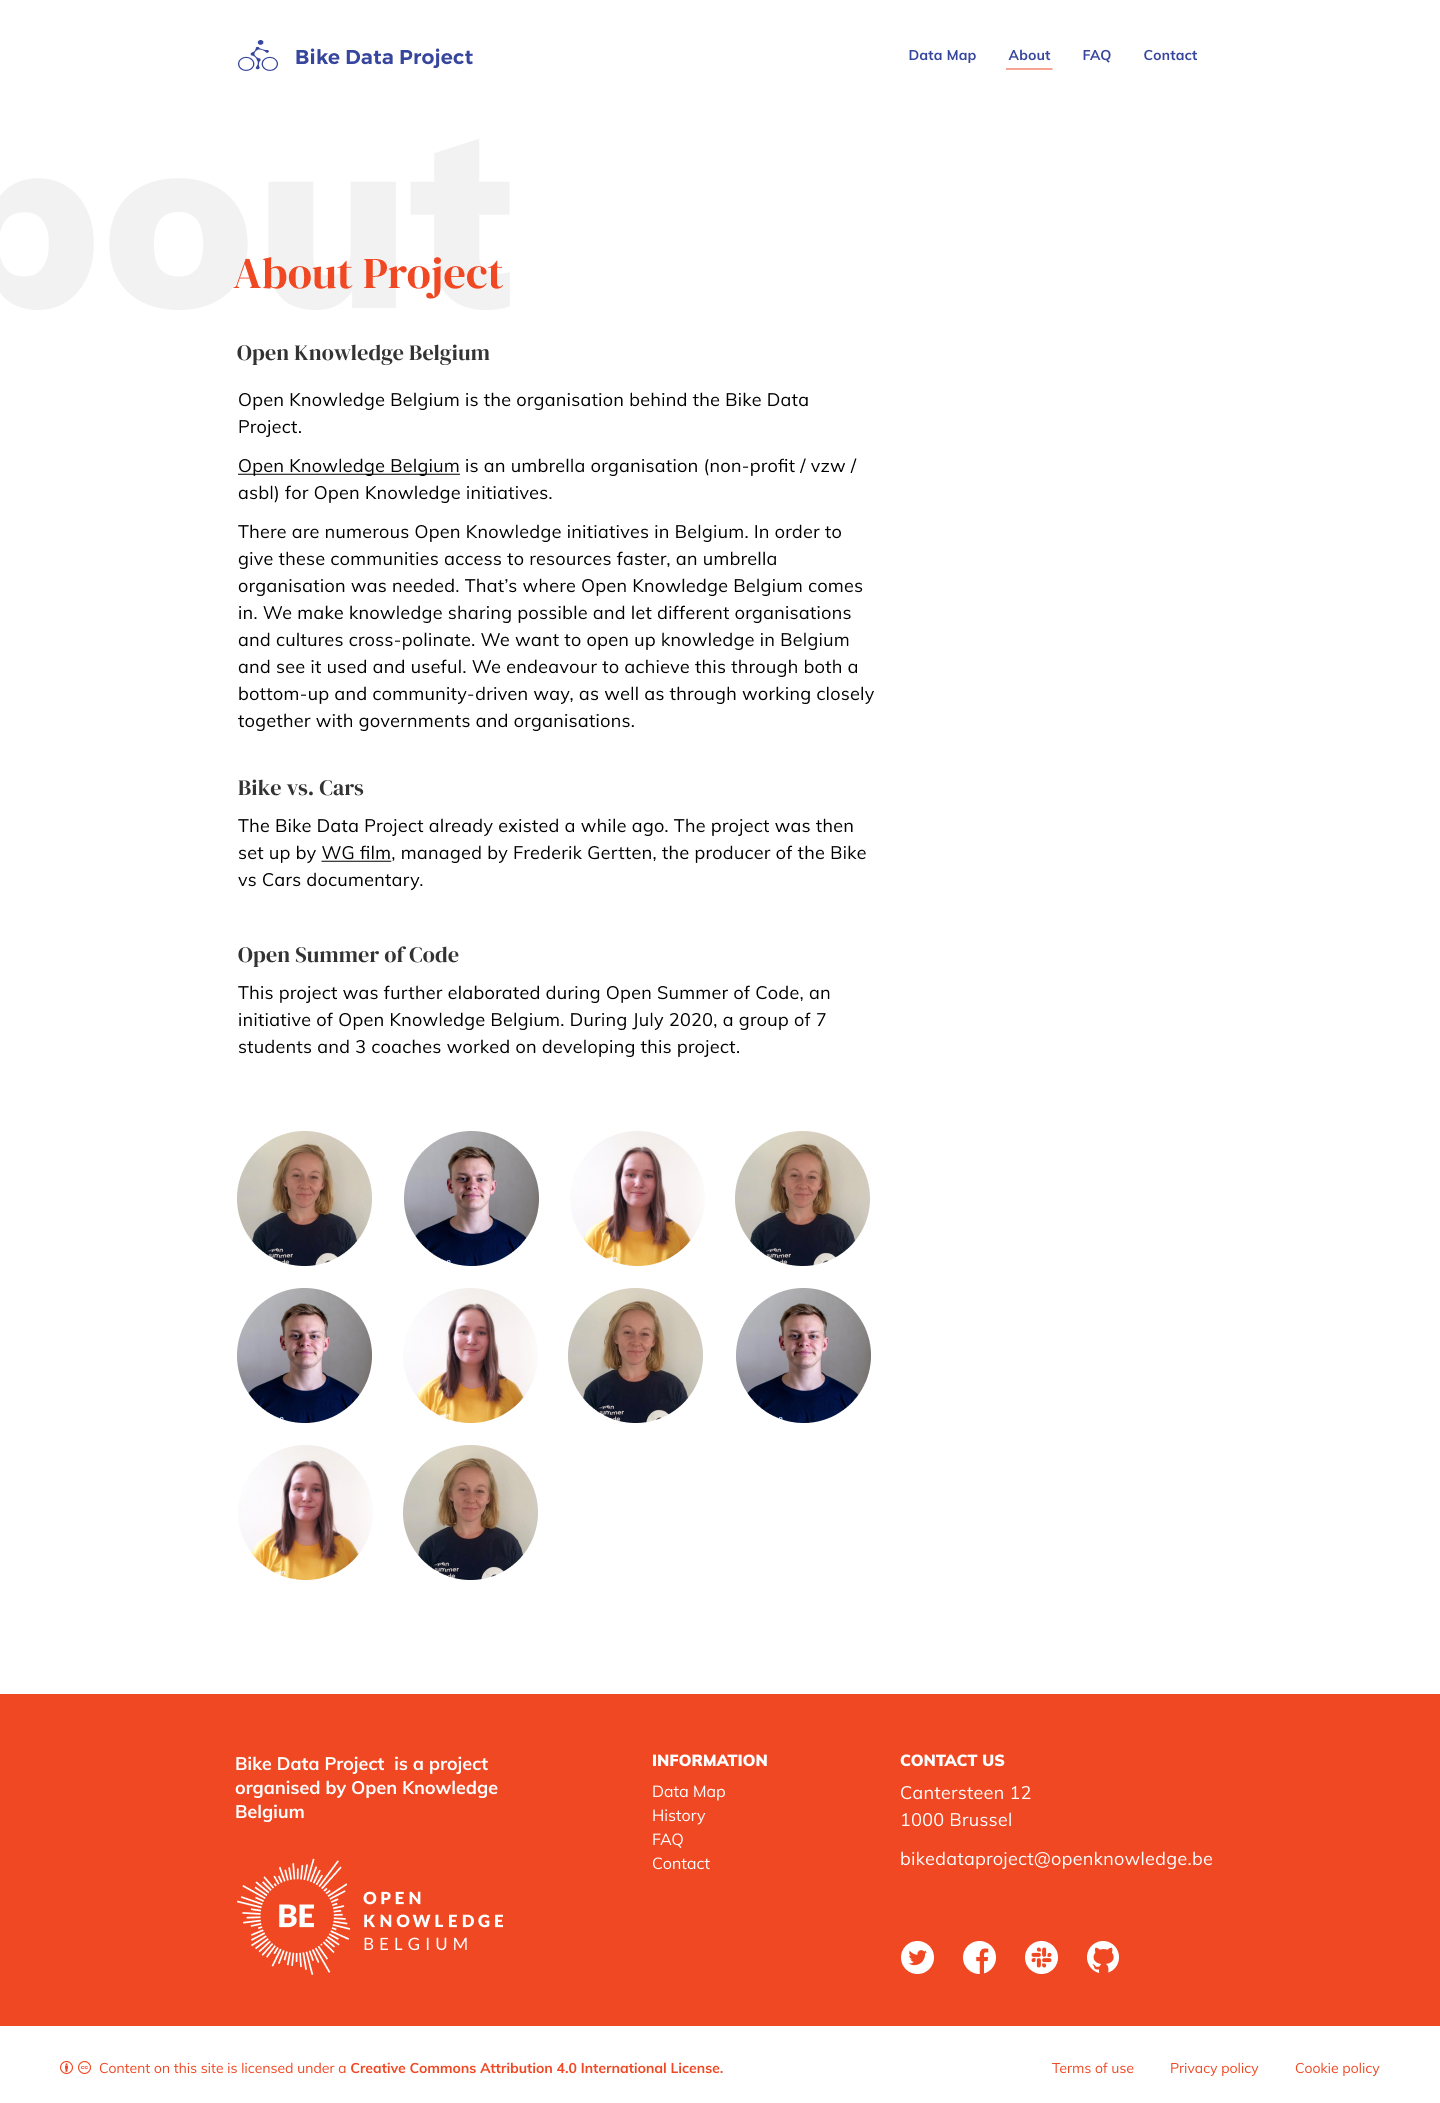 Bike Data Project
Data Map
About
FAQ
Contact
bout
About Project
Open Knowledge Belgium
Open Knowledge Belgium is the organisation behind the Bike Data
Project.
Open Knowledge Belgium is an umbrella organisation (non-profit / vzw /
asbl) for Open Knowledge initiatives.
There are numerous Open Knowledge initiatives in Belgium. In order to
give these communities access to resources faster, an umbrella
organisation was needed. That’s where Open Knowledge Belgium comes
in. We make knowledge sharing possible and let different organisations
and cultures cross-polinate. We want to open up knowledge in Belgium
and see it used and useful. We endeavour to achieve this through both a
bottom-up and community-driven way, as well as through working closely
together with governments and organisations.
Bike vs. Cars
The Bike Data Project already existed a while ago. The project was then
set up by WG film, managed by Frederik Gertten, the producer of the Bike
vs Cars documentary.
Open Summer of Code
This project was further elaborated during Open Summer of Code, an
initiative of Open Knowledge Belgium. During July 2020, a group of 7
students and 3 coaches worked on developing this project.
Bike Data Project  is a project
organised by Open Knowledge
Belgium
BE
OPEN
KNOWLEDGE
BELGIUM
INFORMATION
Data Map
History
FAQ
Contact
CONTACT US
Cantersteen 12
1000 Brussel
bikedataproject@openknowledge.be
Content on this site is licensed under a Creative Commons Attribution 4.0 International License.
Terms of use
Privacy policy
Cookie policy